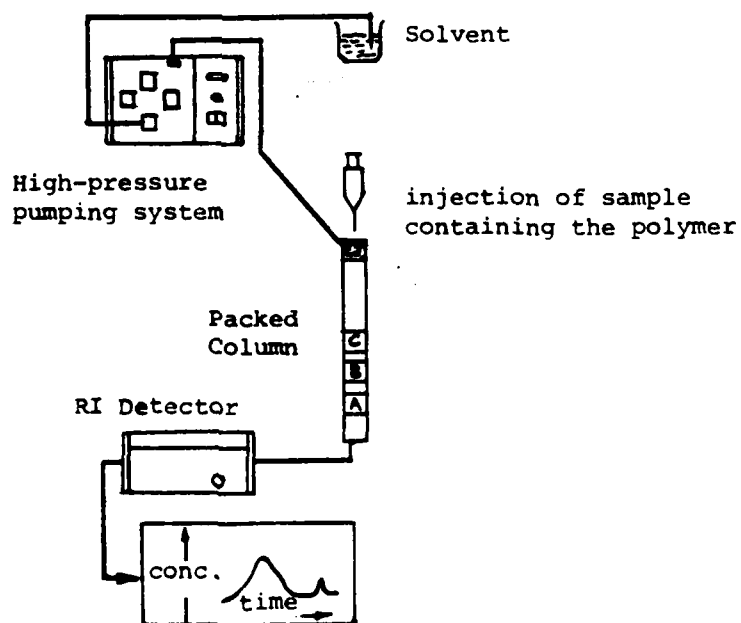 Solvent
High-pressure
pumping system
injection of sample
containing the polymer
Packed
Column
C
B
A
RI Detector
conc.
time